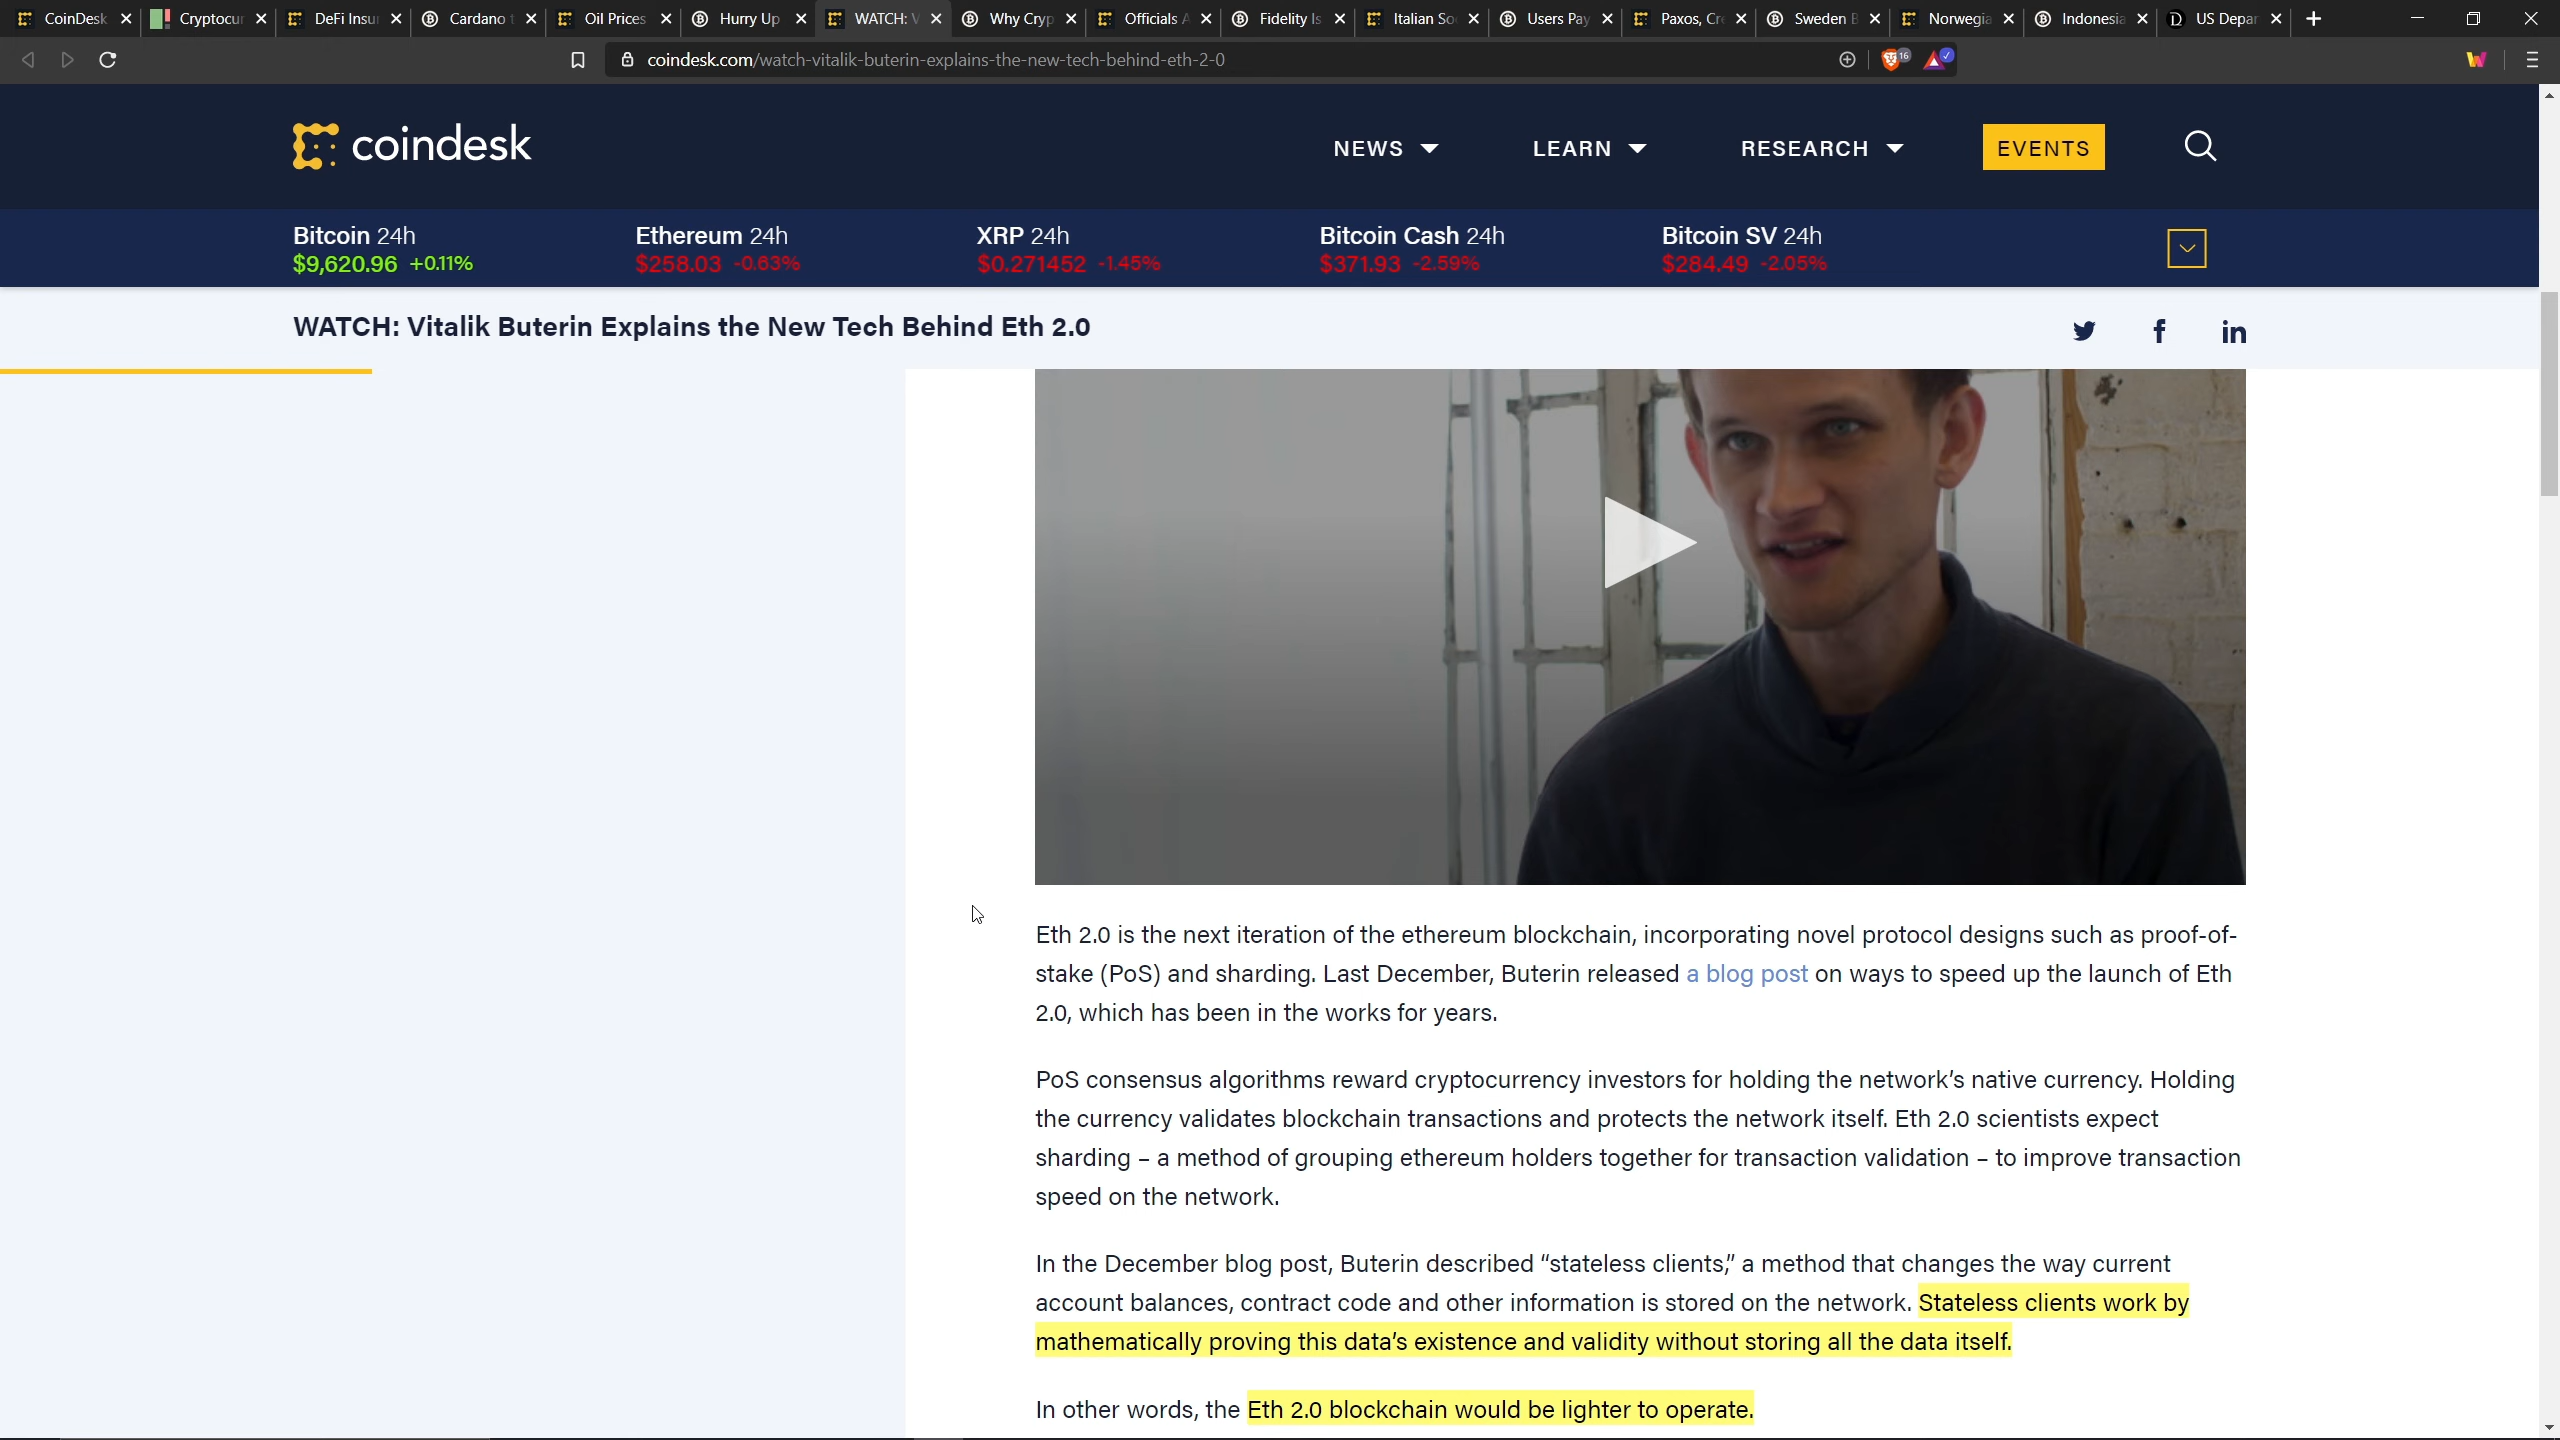 CoinDesk
Cryptocur
DeFi Insu
Cardano t
Oil Prices
Hurry Up
WATCH: V
Why Cryp
Officials A
Fidelity Is
Italian So
Users Pay
Paxos, Cr
Sweden B
Norwegia
Indonesia
US Depar
coindesk.com/watch-vitalik-buterin-explains-the-new-tech-behind-eth-2-0
16
coindesk
NEWS
LEARN
RESEARCH
EVENTS
Bitcoin 24h
$9,620.96 +0.11%
Ethereum 24h
$258.03 -0.63%
XRP 24h
$0.271452 -1.45%
Bitcoin Cash 24h
$371.93 -2.59%
Bitcoin SV 24h
$284.49 -2.05%
WATCH: Vitalik Buterin Explains the New Tech Behind Eth 2.0
Eth 2.0 is the next iteration of the ethereum blockchain, incorporating novel protocol designs such as proof-of-
stake (PoS) and sharding. Last December, Buterin released a blog post on ways to speed up the launch of Eth
2.0, which has been in the works for years.
PoS consensus algorithms reward cryptocurrency investors for holding the network’s native currency. Holding
the currency validates blockchain transactions and protects the network itself. Eth 2.0 scientists expect
sharding – a method of grouping ethereum holders together for transaction validation – to improve transaction
speed on the network.
In the December blog post, Buterin described “stateless clients,” a method that changes the way current
account balances, contract code and other information is stored on the network. Stateless clients work by
mathematically proving this data’s existence and validity without storing all the data itself.
In other words, the Eth 2.0 blockchain would be lighter to operate.